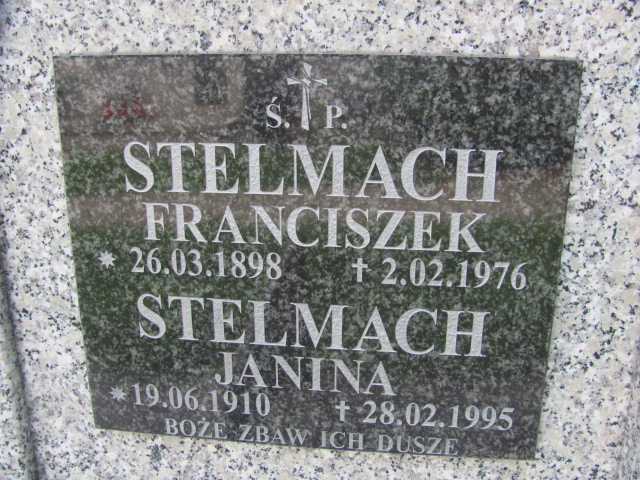 Ś. P.
STELMACH
FRANCISZEK
* 26.03.1898 † 2.02.1976
STELMACH
JANINA
* 19.06.1910 † 28.02.1995
BOŻE ZBAW ICH DUSZE